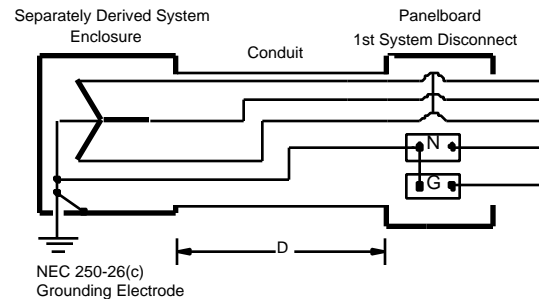 Separately Derived System
Enclosure
Conduit
Panelboard
1st System Disconnect
N
G
D
NEC 250-26(c)
Grounding Electrode